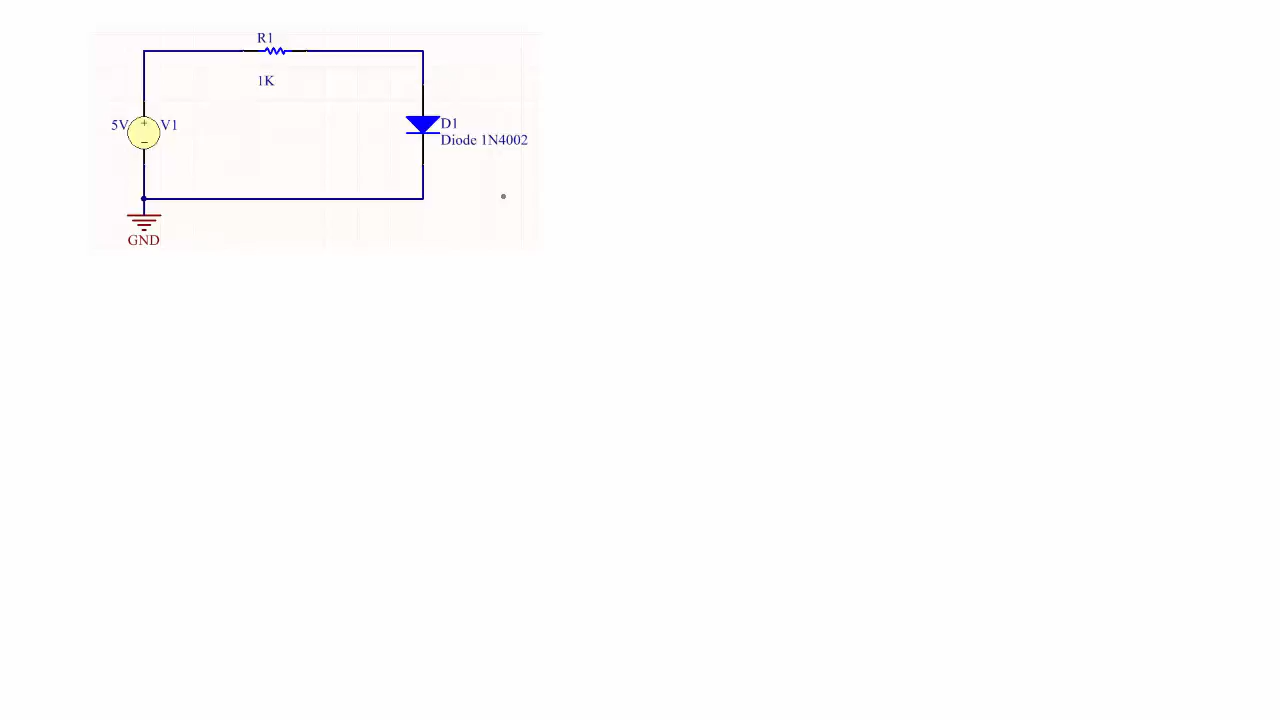 R1
1K
5V
+
−
V1
D1
Diode 1N4002
GND